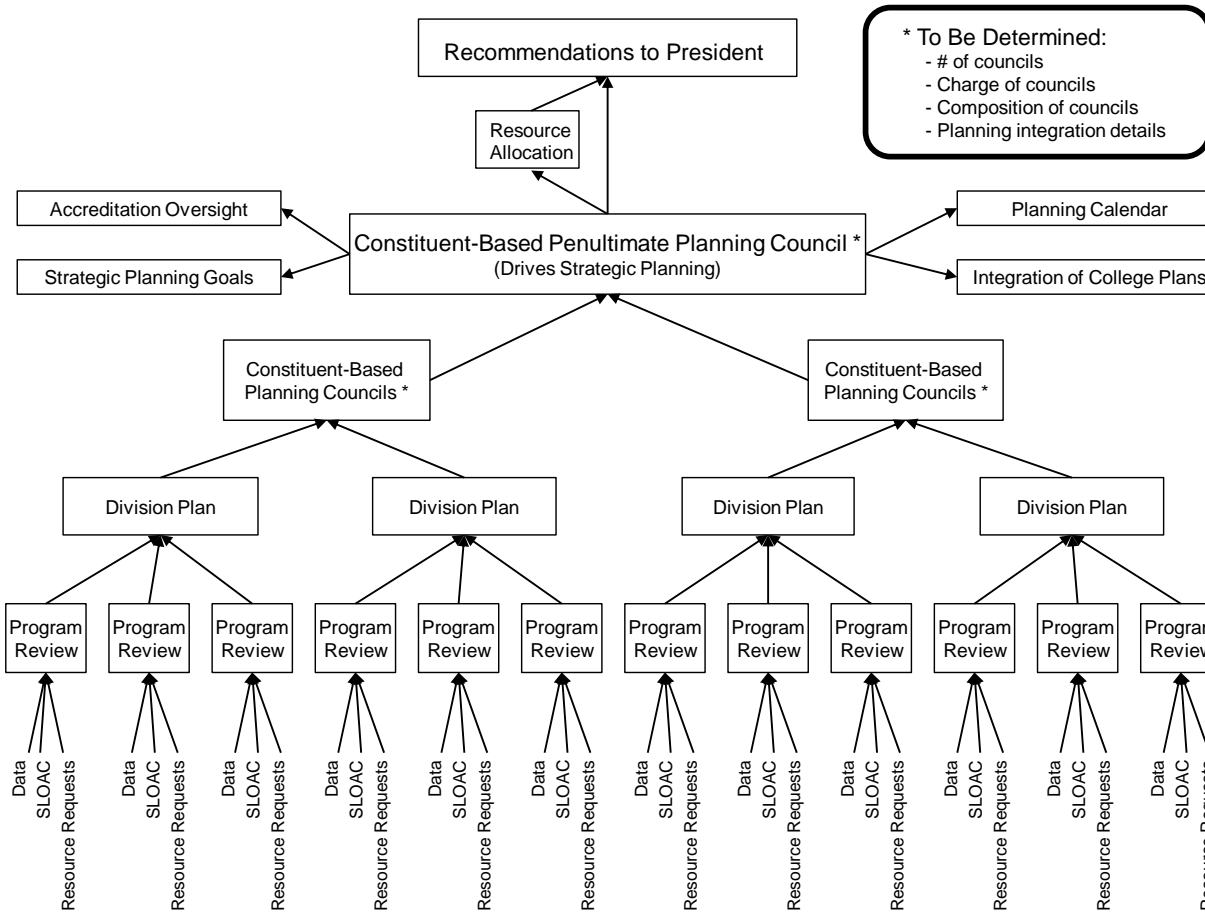 Recommendations to President
* To Be Determined:
- # of councils
- Charge of councils
- Composition of councils
- Planning integration details
Resource
Allocation
Accreditation Oversight
Strategic Planning Goals
Constituent-Based Penultimate Planning Council *
(Drives Strategic Planning)
Planning Calendar
Integration of College Plans
Constituent-Based
Planning Councils *
Constituent-Based
Planning Councils *
Division Plan
Division Plan
Division Plan
Division Plan
Program
Review
Program
Review
Program
Review
Program
Review
Program
Review
Program
Review
Program
Review
Program
Review
Program
Review
Program
Review
Program
Review
Program
Review
Data
SLOAC
Resource Requests
Data
SLOAC
Resource Requests
Data
SLOAC
Resource Requests
Data
SLOAC
Resource Requests
Data
SLOAC
Resource Requests
Data
SLOAC
Resource Requests
Data
SLOAC
Resource Requests
Data
SLOAC
Resource Requests
Data
SLOAC
Resource Requests
Data
SLOAC
Resource Requests
Data
SLOAC
Resource Requests
Data
SLOAC
Resource Requests